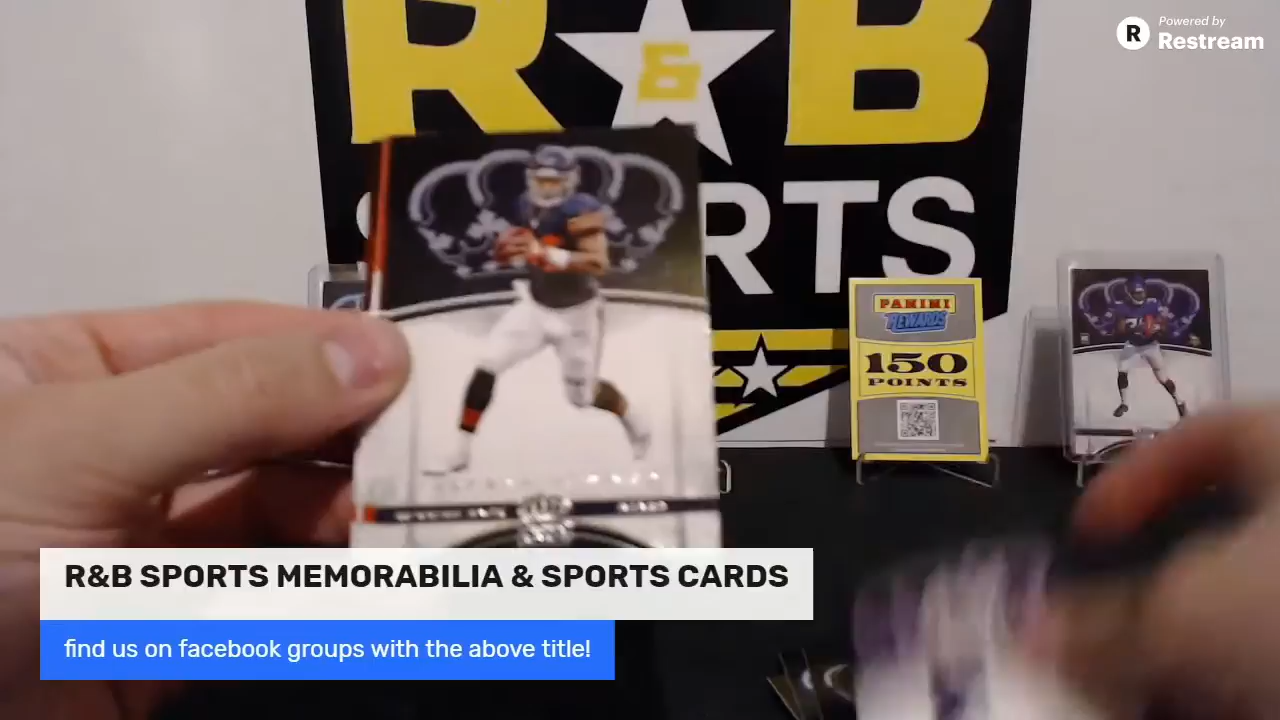 R&B
SPORTS
Powered by
R Restream
PANINI
REWARDS
150
POINTS
R&B SPORTS MEMORABILIA & SPORTS CARDS
find us on facebook groups with the above title!